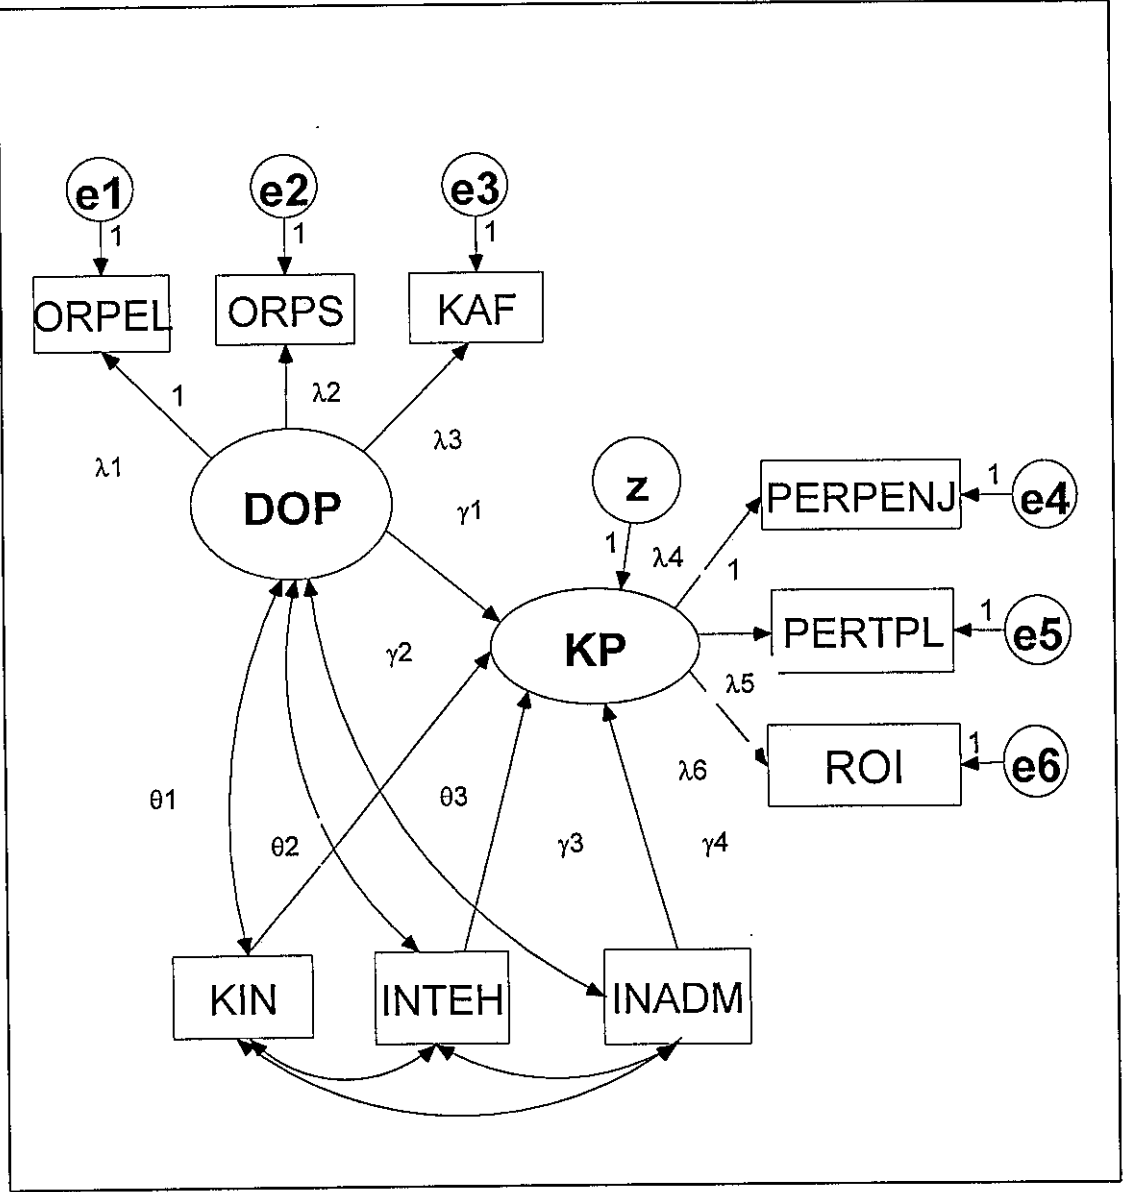 e1 e2 e3
1 1 1
ORPEL ORPS KAF
1 λ2
λ1 λ3
DOP γ1
z PERPENJ 1 e4
1 λ4 1
KP PERTPL 1 e5
γ2 λ5
λ6 ROI 1 e6
θ1 θ3
θ2 γ3 γ4
KIN INTEH INADM